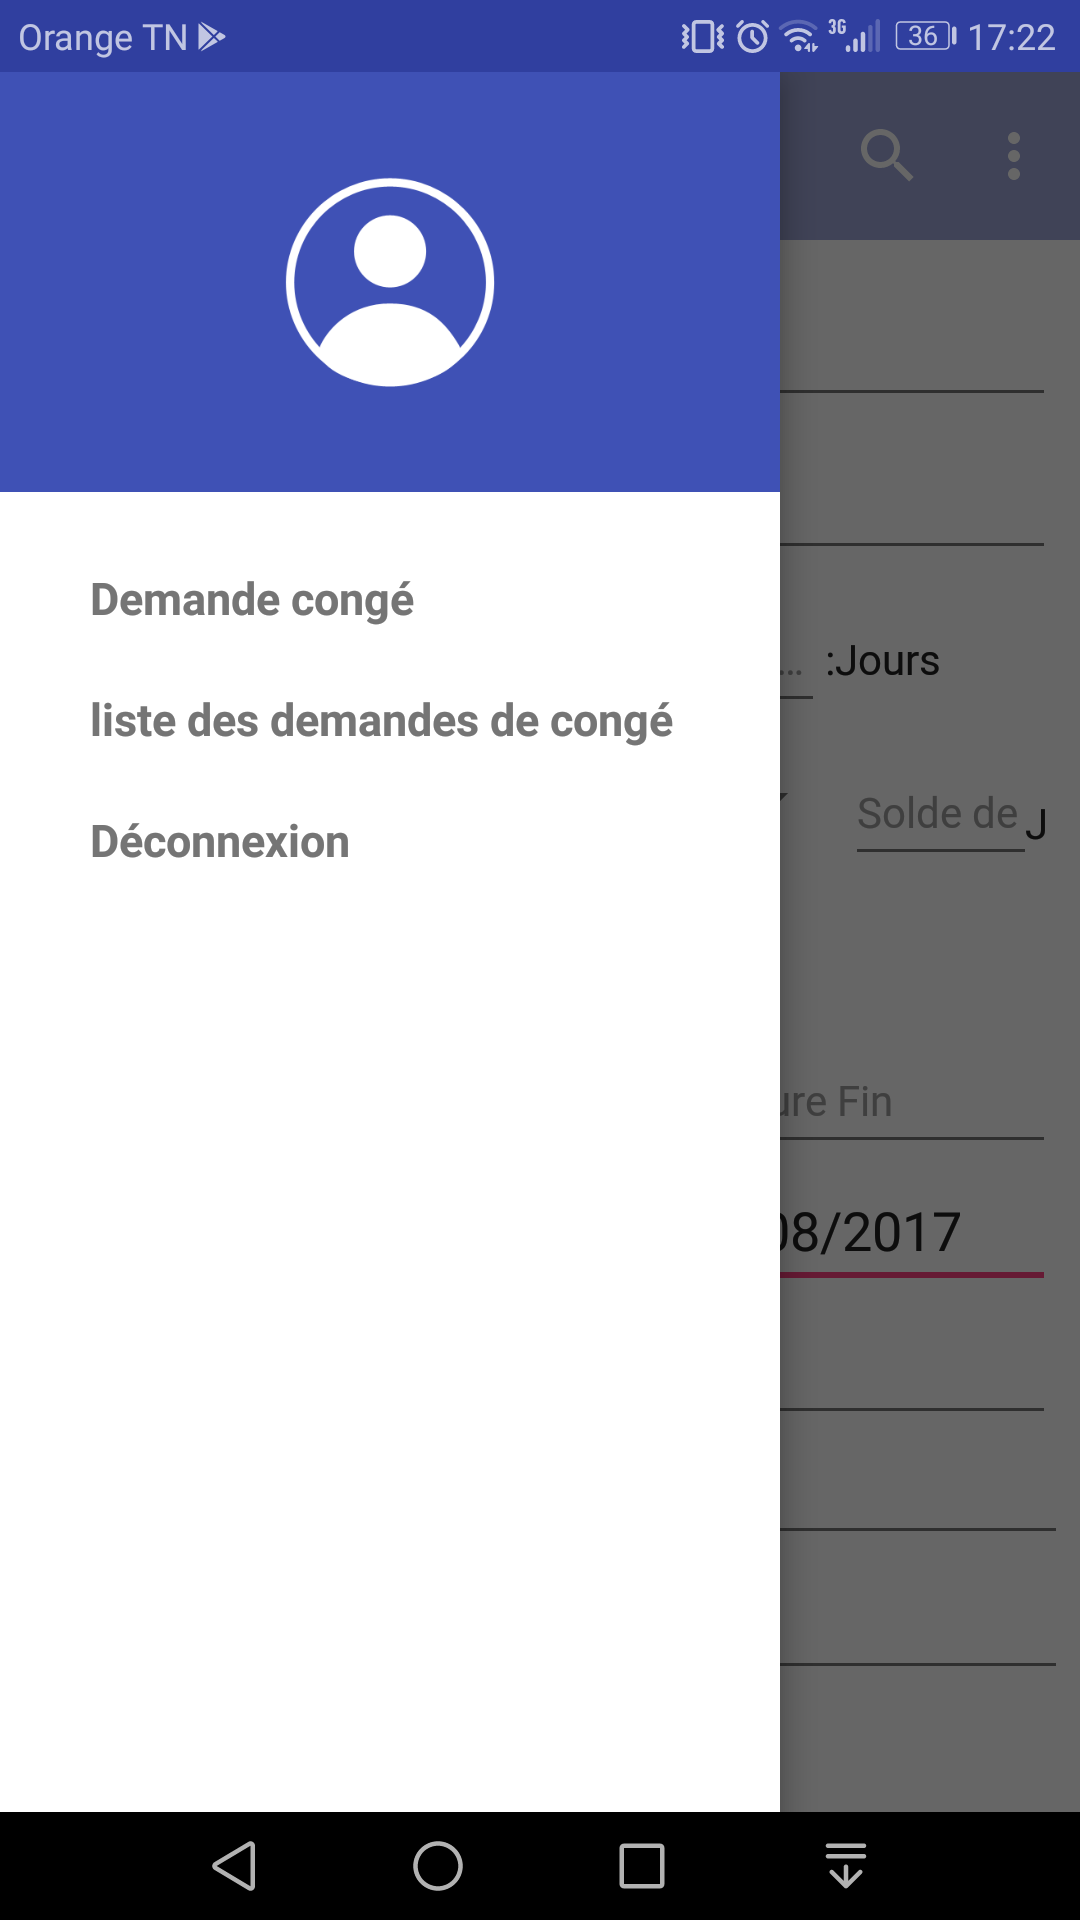 Orange TN
3G
36
17:22
Demande congé
liste des demandes de congé
Déconnexion
... :Jours
Solde de J
ure Fin
08/2017